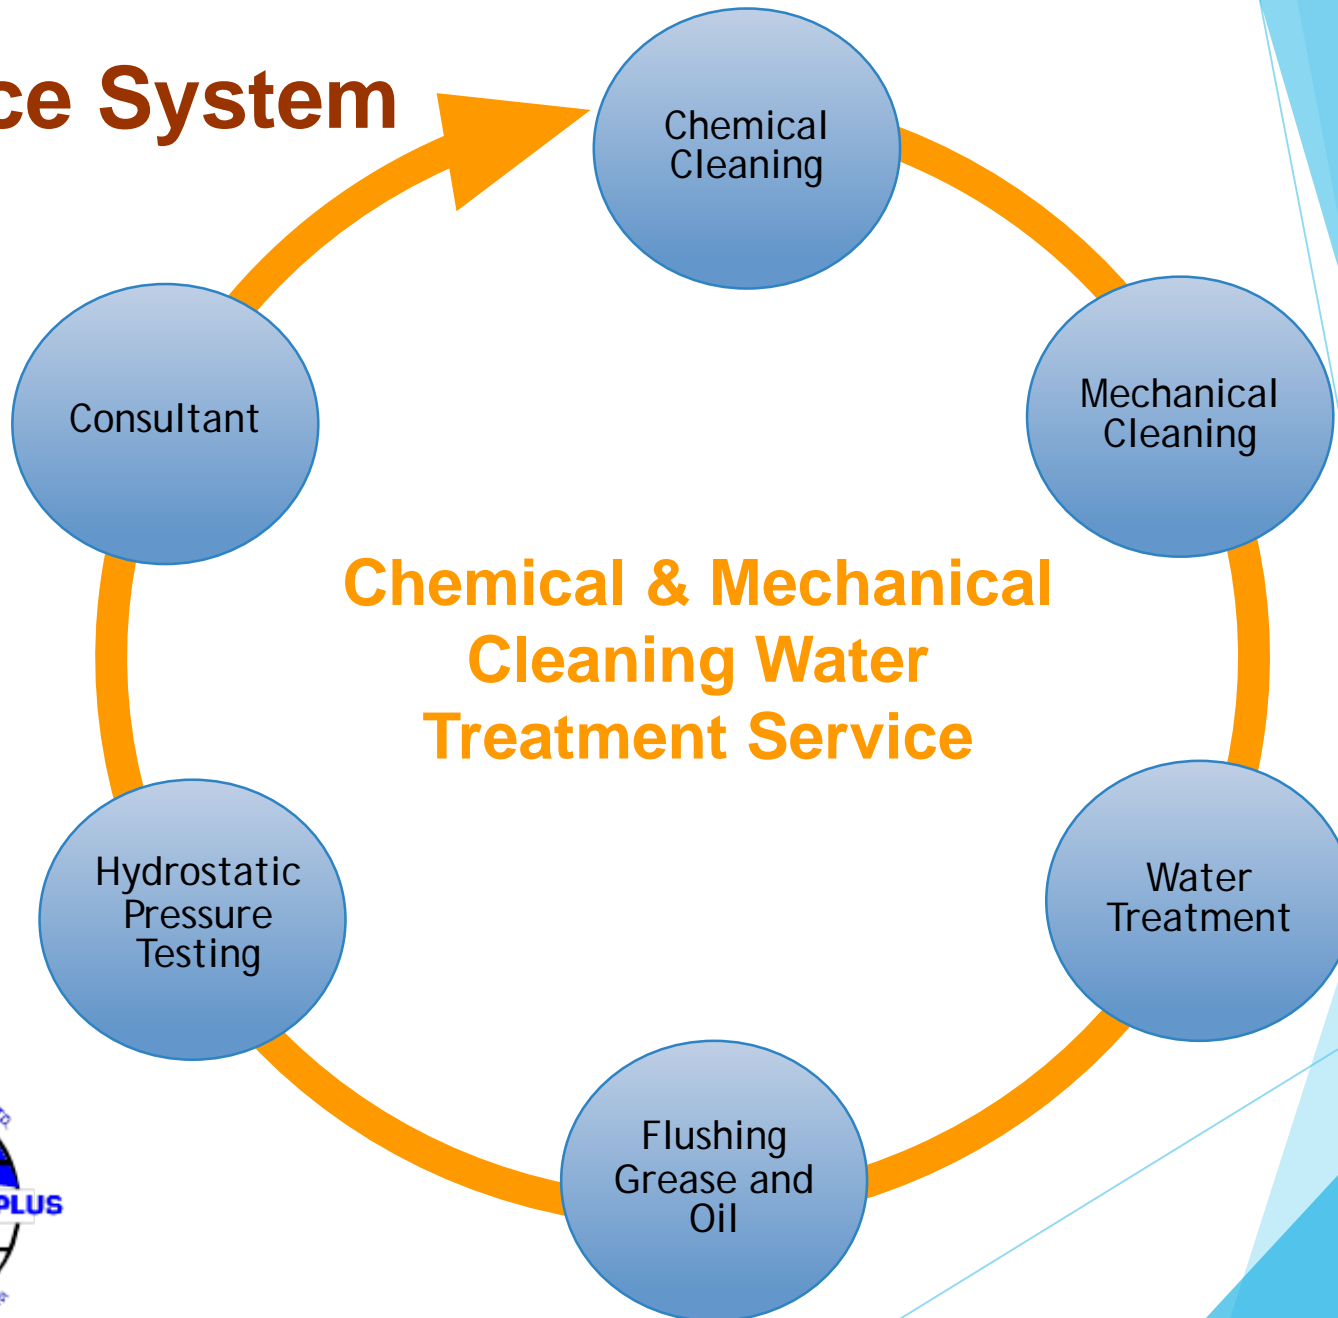 ce System
Chemical
Cleaning
Mechanical
Cleaning
Consultant
Chemical & Mechanical
Cleaning Water
Treatment Service
Hydrostatic
Pressure
Testing
Water
Treatment
Flushing
Grease and
Oil
PLUS